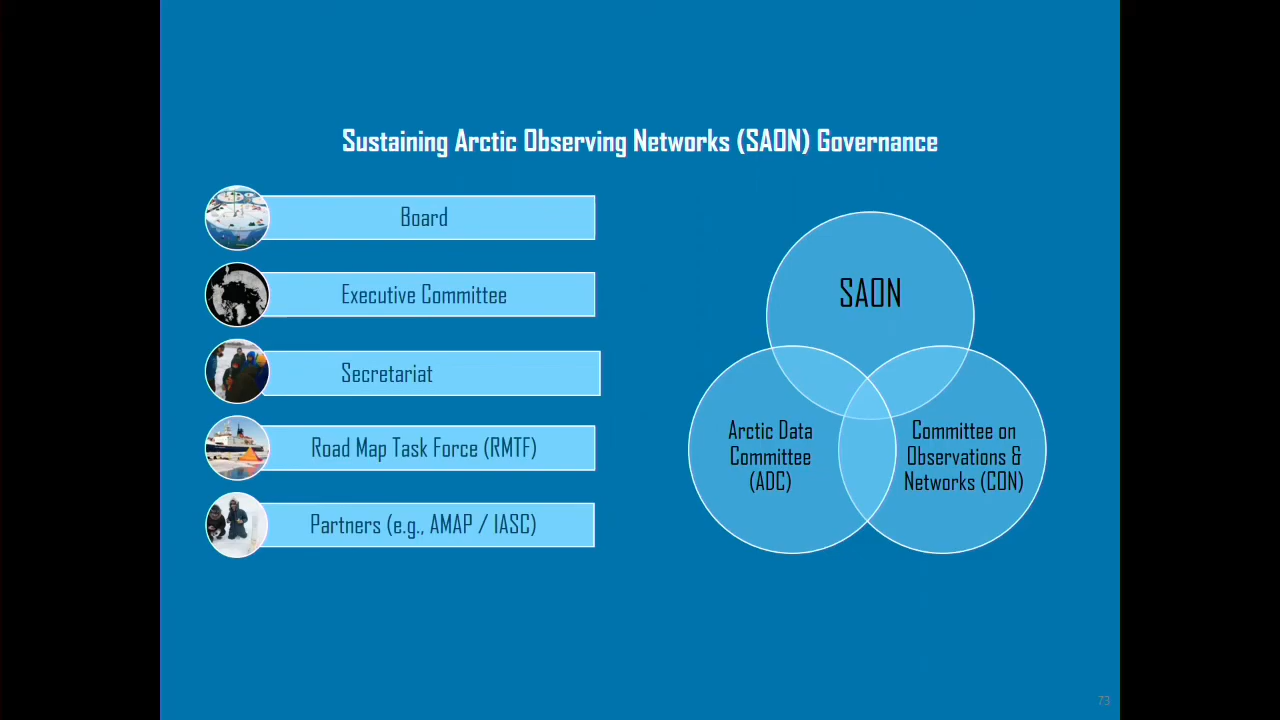 Sustaining Arctic Observing Networks (SAON) Governance
Board
Executive Committee
Secretariat
Road Map Task Force (RMTF)
Partners (e.g., AMAP / IASC)
SAON
Arctic Data
Committee
(ADC)
Committee on
Observations &
Networks (CON)
73